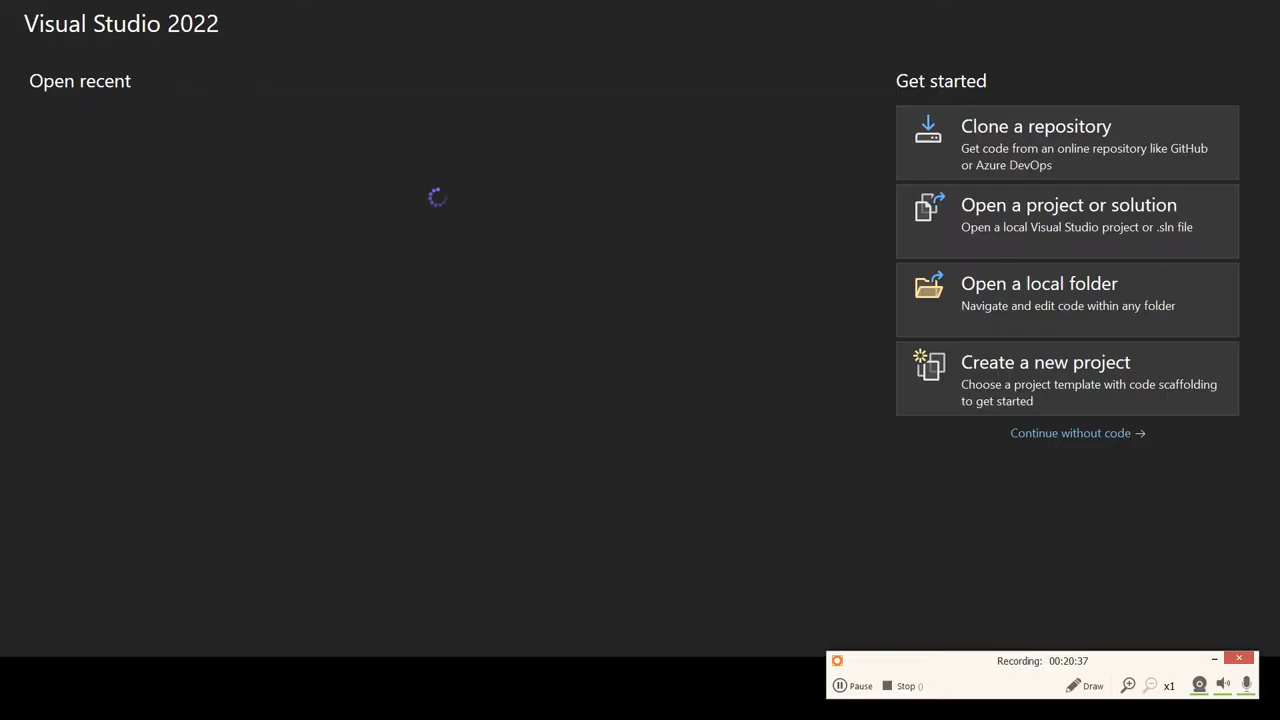 Visual Studio 2022
Open recent
Get started
Clone a repository
Get code from an online repository like GitHub
or Azure DevOps
Open a project or solution
Open a local Visual Studio project or .sln file
Open a local folder
Navigate and edit code within any folder
Create a new project
Choose a project template with code scaffolding
to get started
Continue without code →
Recording: 00:20:37
Pause Stop () Draw x1